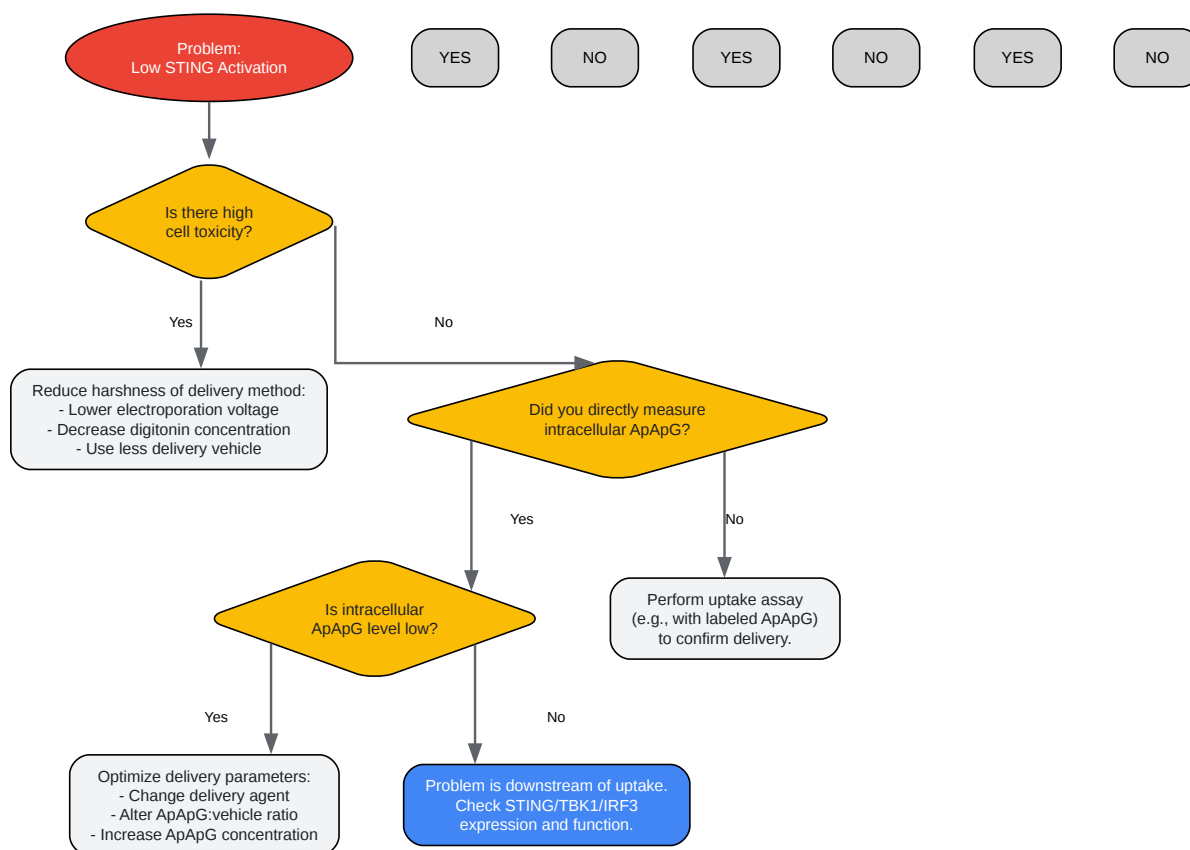 Problem:
Low STING Activation
YES
NO
YES
NO
YES
NO
Is there high
cell toxicity?
Yes
No
Reduce harshness of delivery method:
- Lower electroporation voltage
- Decrease digitonin concentration
- Use less delivery vehicle
Did you directly measure
intracellular ApApG?
Yes
No
Is intracellular
ApApG level low?
Perform uptake assay
(e.g., with labeled ApApG)
to confirm delivery.
Yes
No
Optimize delivery parameters:
- Change delivery agent
- Alter ApApG:vehicle ratio
- Increase ApApG concentration
Problem is downstream of uptake.
Check STING/TBK1/IRF3
expression and function.